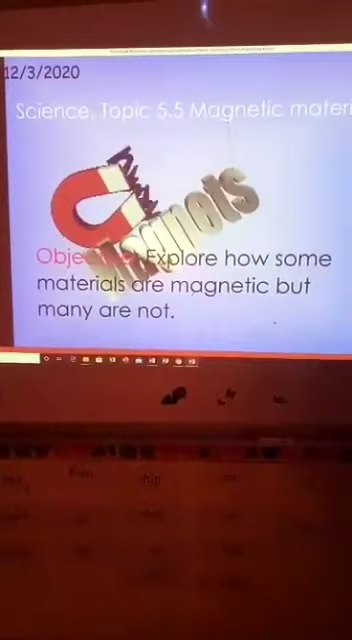 12/3/2020
Science. Topic 5.5 Magnetic mater
Magnets
Objective: Explore how some
materials are magnetic but
many are not.